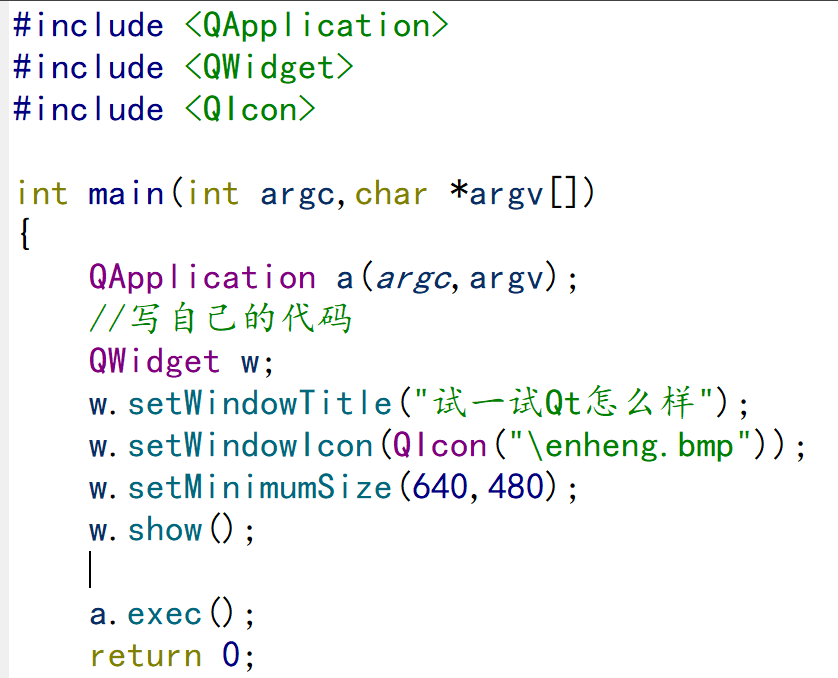 #include <QApplication>
#include <QWidget>
#include <QIcon>
int main(int argc,char *argv[])
{
QApplication a(argc,argv);
//写自己的代码
QWidget w;
w.setWindowTitle("试一试Qt怎么样");
w.setWindowIcon(QIcon("\enheng.bmp"));
w.setMinimumSize(640,480);
w.show();
a.exec();
return 0;